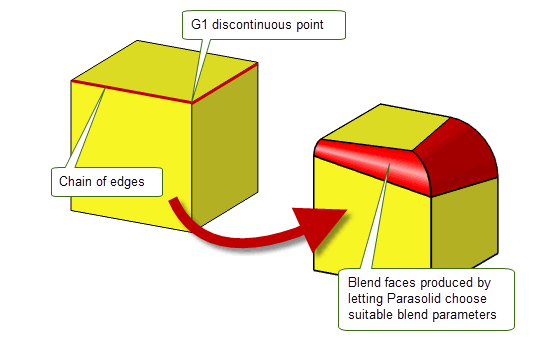 G1 discontinuous point
Chain of edges
Blend faces produced by
letting Parasolid choose
suitable blend parameters